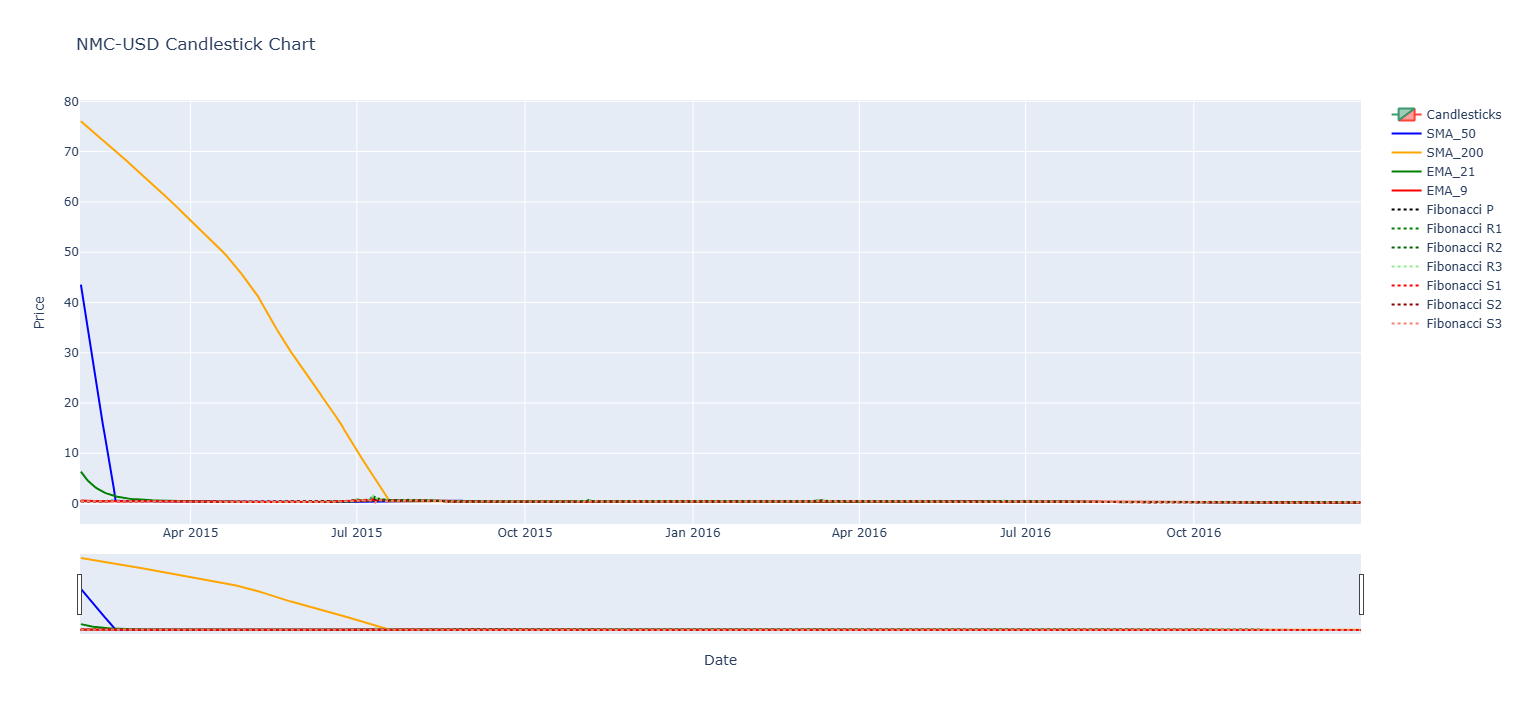 NMC-USD Candlestick Chart
80
70
60
50
40
30
20
10
0
Price
Apr 2015
Jul 2015
Oct 2015
Jan 2016
Apr 2016
Jul 2016
Oct 2016
Date
Candlesticks
SMA_50
SMA_200
EMA_21
EMA_9
Fibonacci P
Fibonacci R1
Fibonacci R2
Fibonacci R3
Fibonacci S1
Fibonacci S2
Fibonacci S3